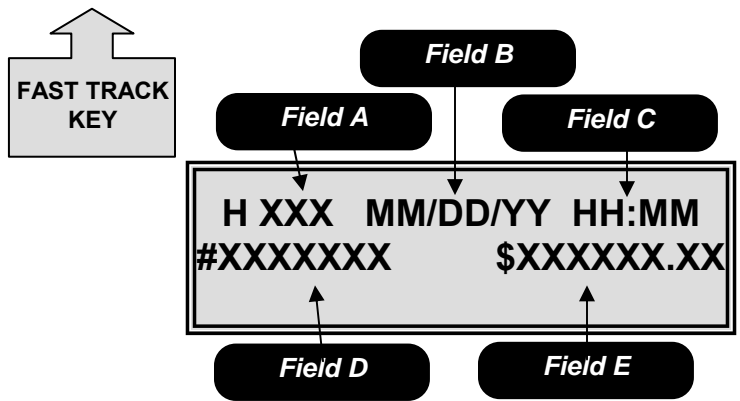 Field B
FAST TRACK
KEY
Field A
Field C
H XXX MM/DD/YY HH:MM
#XXXXXXX $XXXXXX.XX
Field D
Field E